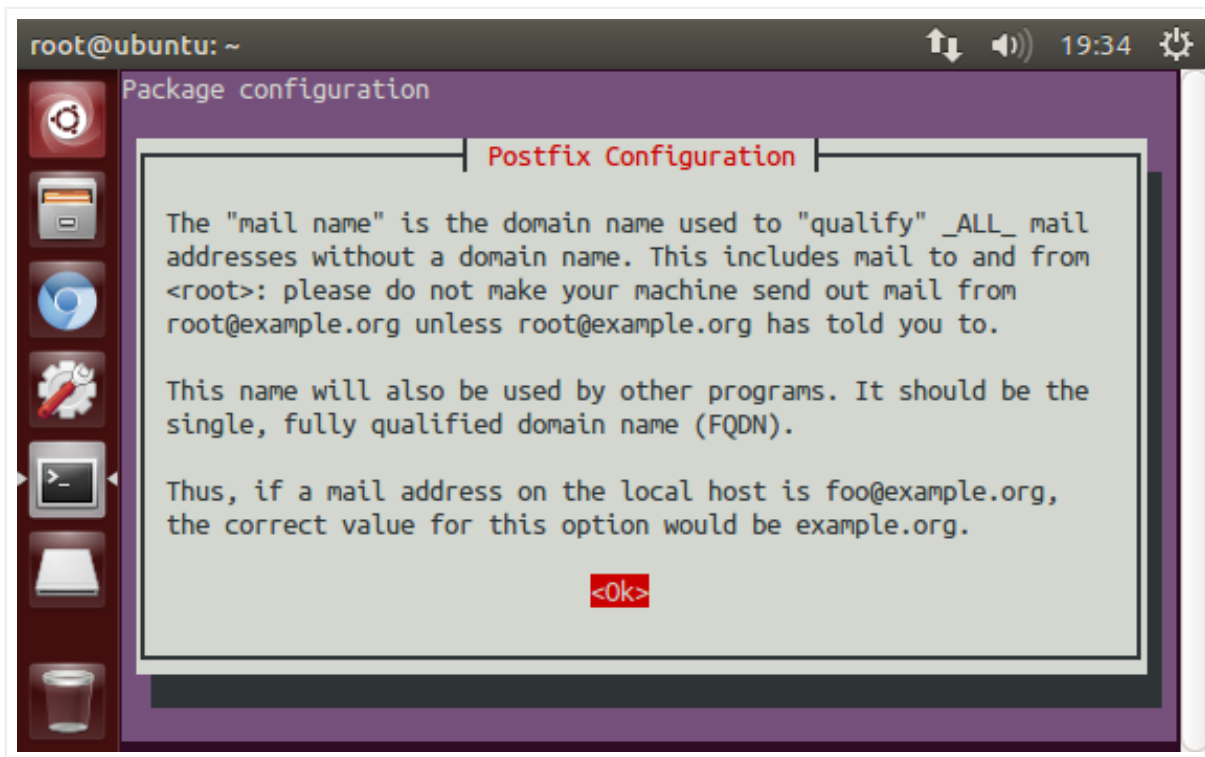 root@ubuntu: ~
19:34
Package configuration
Postfix Configuration
The "mail name" is the domain name used to "qualify" _ALL_ mail
addresses without a domain name. This includes mail to and from
<root>: please do not make your machine send out mail from
root@example.org unless root@example.org has told you to.
This name will also be used by other programs. It should be the
single, fully qualified domain name (FQDN).
Thus, if a mail address on the local host is foo@example.org,
the correct value for this option would be example.org.
<Ok>
>_